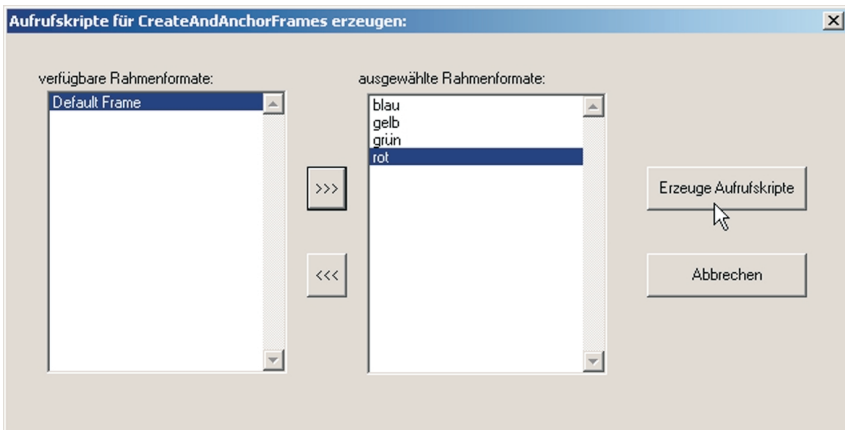 Aufrufskripte für CreateAndAnchorFrames erzeugen:
verfügbare Rahmenformate:
Default Frame
ausgewählte Rahmenformate:
blau
gelb
grün
rot
>>>
<<<
Erzeuge Aufrufskripte
Abbrechen